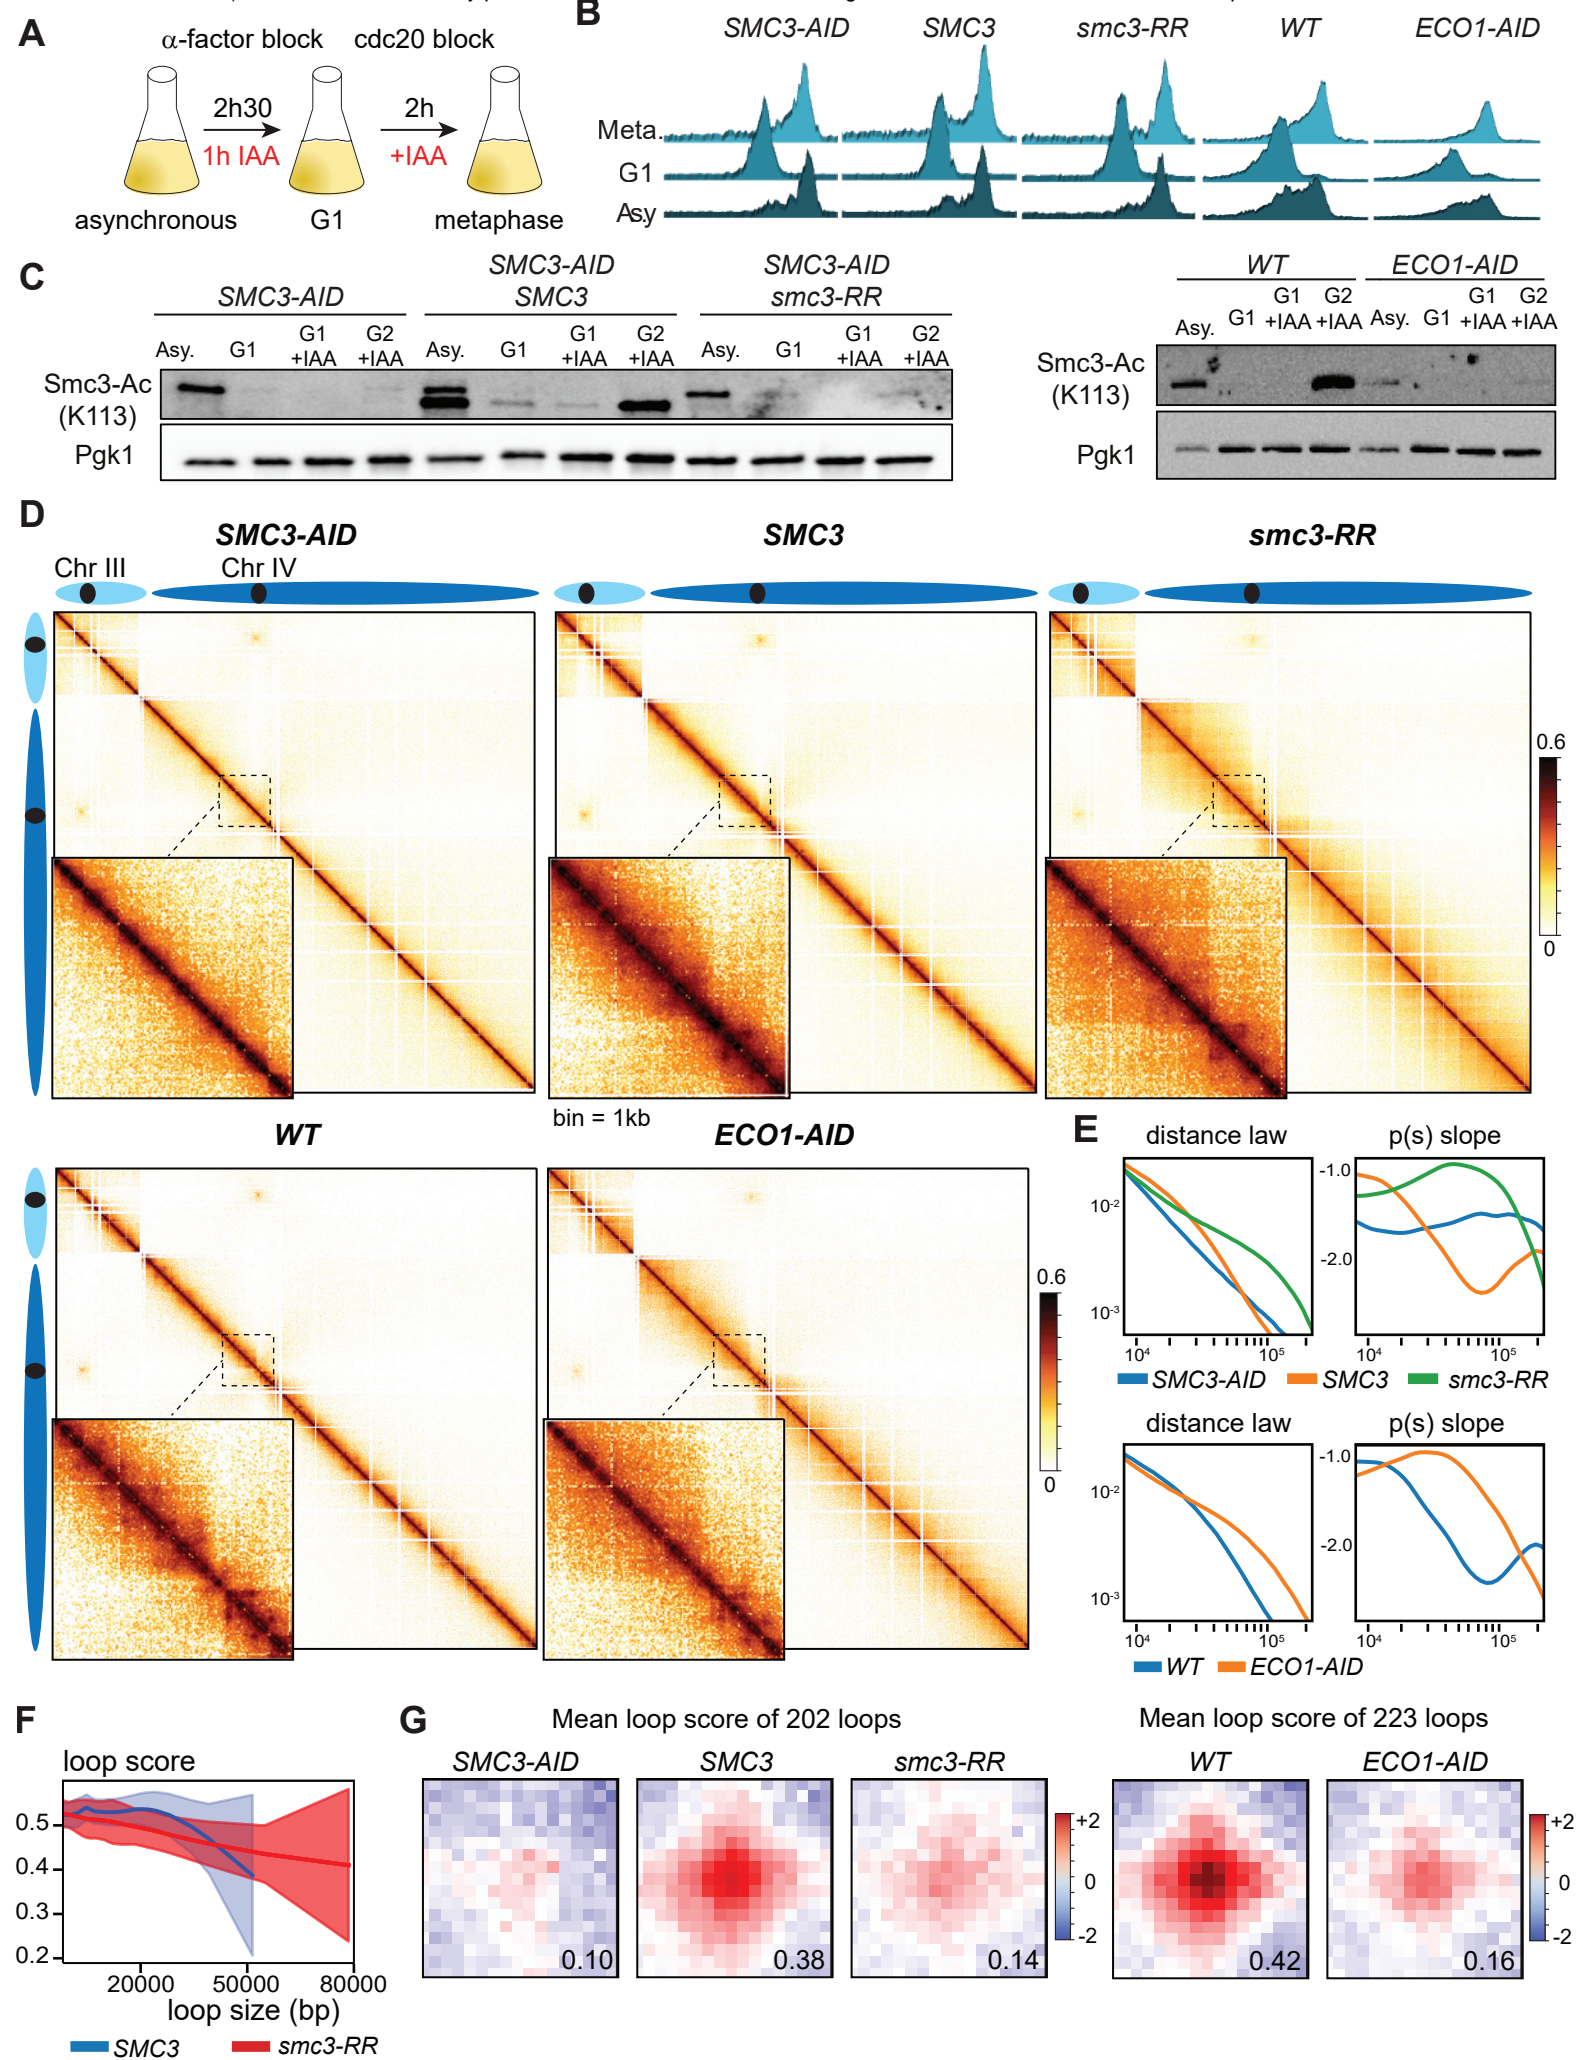 A
α-factor block cdc20 block
2h30 2h
1h IAA +IAA
asynchronous G1 metaphase
B
SMC3-AID SMC3 smc3-RR WT ECO1-AID
Meta.
G1
Asy
C
SMC3-AID
SMC3-AID SMC3
SMC3-AID smc3-RR
Asy. G1 G1 +IAA G2 +IAA Asy. G1 G1 +IAA G2 +IAA Asy. G1 G1 +IAA G2 +IAA
Smc3-Ac
(K113)
Pgk1
WT ECO1-AID
Asy. G1 G1 +IAA G2 +IAA Asy. G1 G1 +IAA G2 +IAA
Smc3-Ac
(K113)
Pgk1
D
SMC3-AID SMC3 smc3-RR
Chr III Chr IV
0.6
0
bin = 1kb
WT ECO1-AID
0.6
0
E
distance law p(s) slope
10-2
10-3
10⁴ 10⁵
-1.0
-2.0
10⁴ 10⁵
SMC3-AID SMC3 smc3-RR
distance law p(s) slope
10-2
10-3
10⁴ 10⁵
-1.0
-2.0
10⁴ 10⁵
WT ECO1-AID
F
loop score
0.5
0.4
0.3
0.2
20000 50000 80000
loop size (bp)
SMC3 smc3-RR
G
Mean loop score of 202 loops
SMC3-AID SMC3 smc3-RR
0.10 0.38 0.14
+2
0
-2
Mean loop score of 223 loops
WT ECO1-AID
0.42 0.16
+2
0
-2